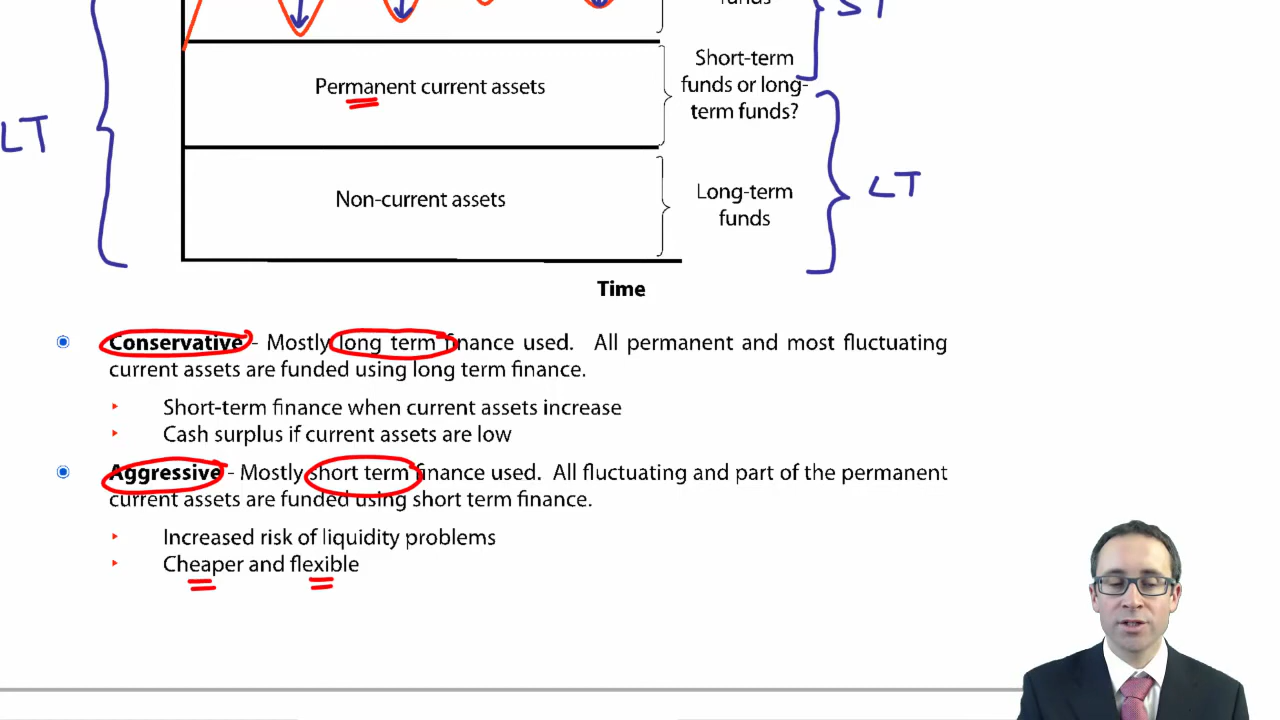 funds
ST
Short-term
funds or long-
term funds?
Permanent current assets
LT
LT
Non-current assets
Long-term
funds
Time
Conservative - Mostly long term finance used. All permanent and most fluctuating
current assets are funded using long term finance.
Short-term finance when current assets increase
Cash surplus if current assets are low
Aggressive - Mostly short term finance used. All fluctuating and part of the permanent
current assets are funded using short term finance.
Increased risk of liquidity problems
Cheaper and flexible